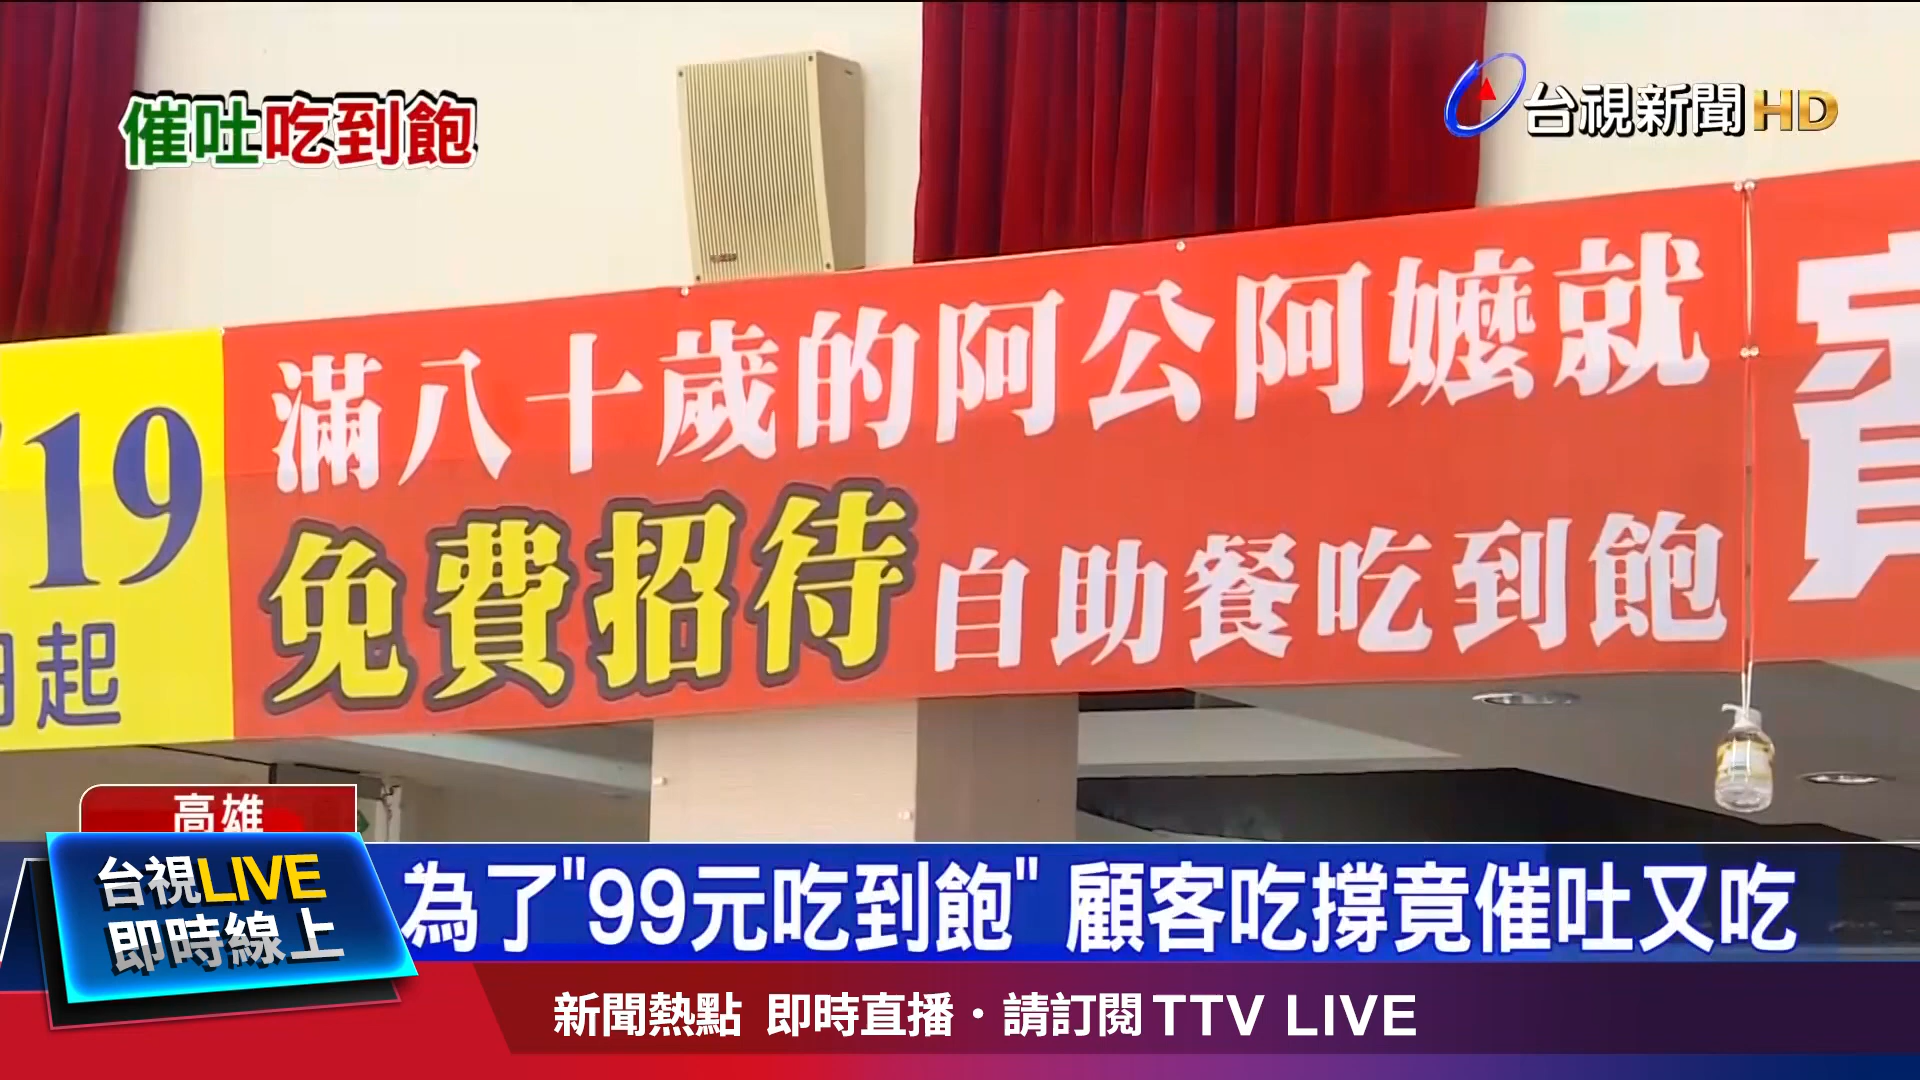 催吐吃到飽
台視新聞HD
19
日起
滿八十歲的阿公阿嬤就
免費招待自助餐吃到飽
高雄
台視LIVE
即時線上
為了"99元吃到飽" 顧客吃撐竟催吐又吃
新聞熱點 即時直播・請訂閱TTV LIVE